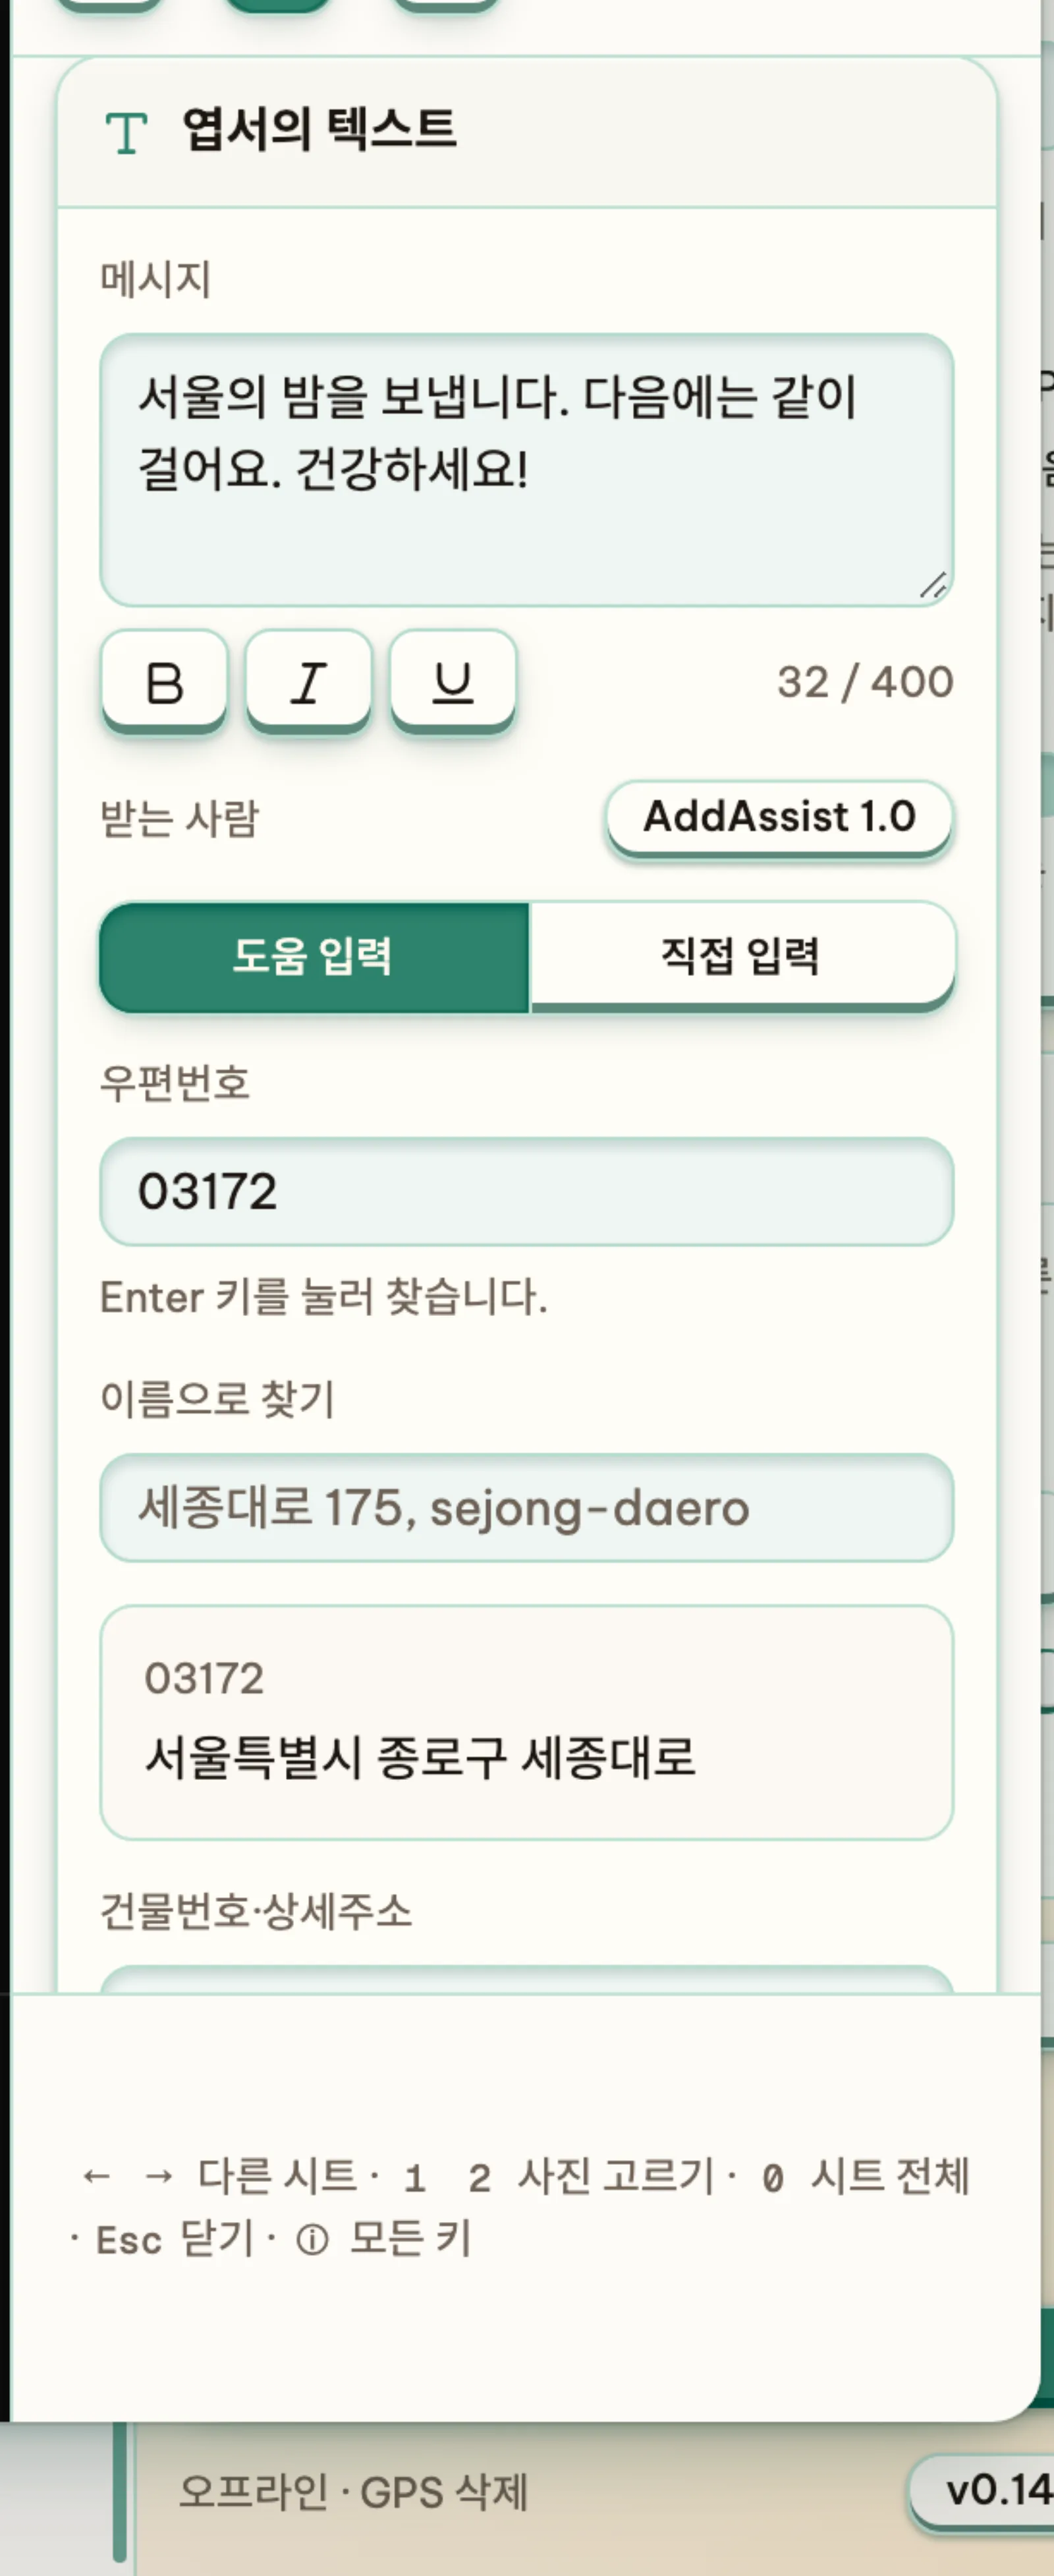 엽서의 텍스트
메시지
서울의 밤을 보냅니다. 다음에는 같이
걸어요. 건강하세요!
B I U 32 / 400
받는 사람 AddAssist 1.0
도움 입력 직접 입력
우편번호
03172
Enter 키를 눌러 찾습니다.
이름으로 찾기
세종대로 175, sejong-daero
03172
서울특별시 종로구 세종대로
건물번호·상세주소
← → 다른 시트 · 1 2 사진 고르기 · 0 시트 전체
· Esc 닫기 · ⓘ 모든 키
오프라인 · GPS 삭제 v0.14